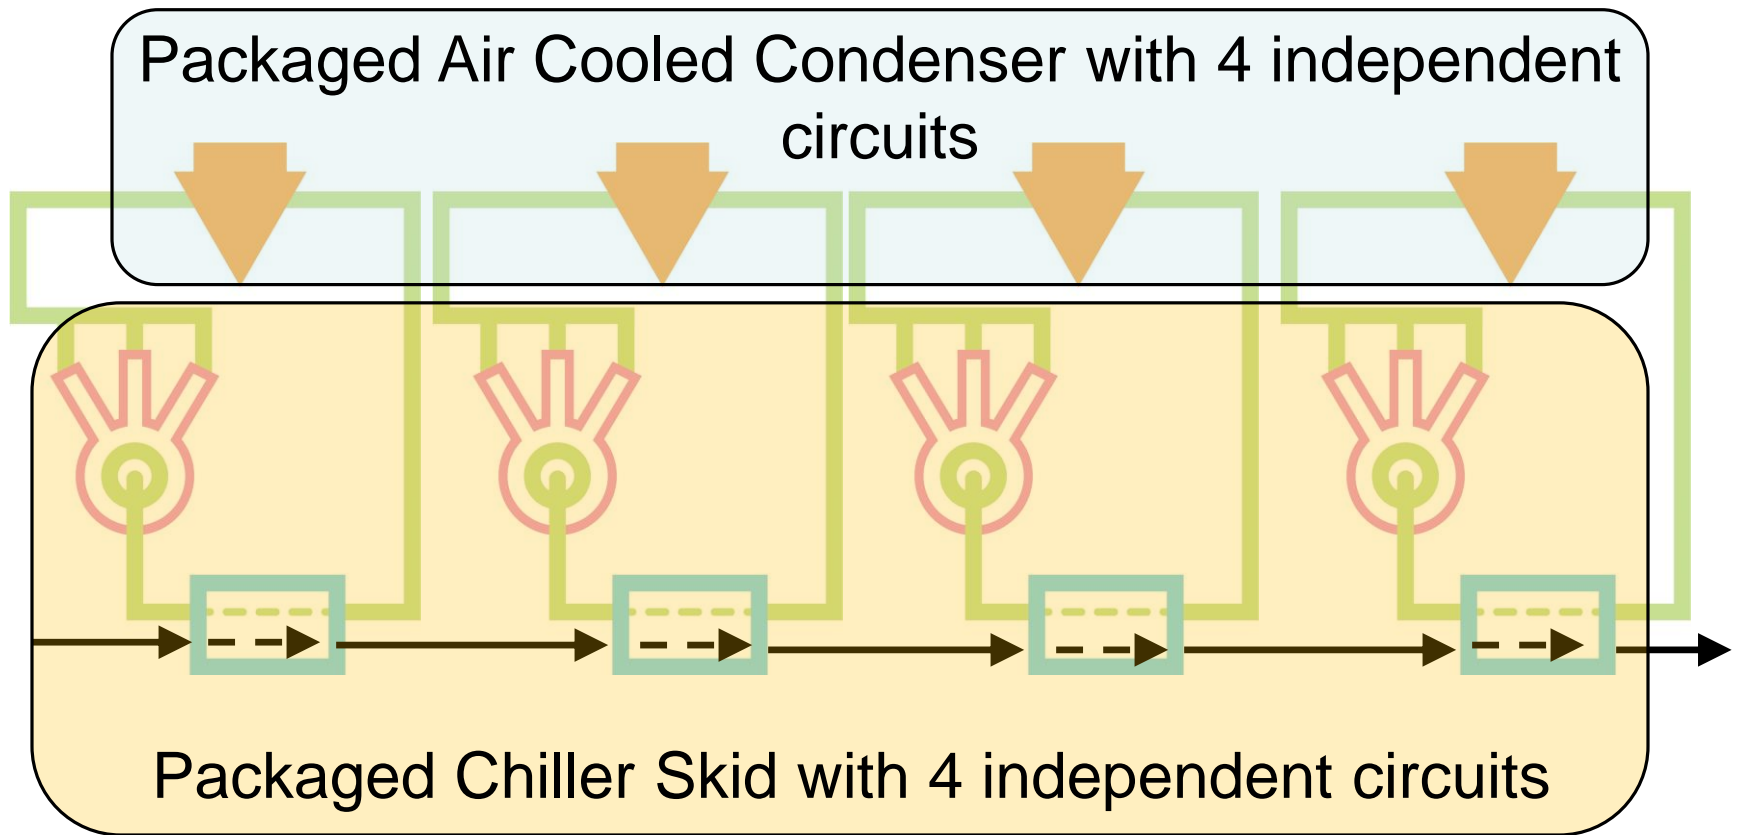 Packaged Air Cooled Condenser with 4 independent
circuits
Packaged Chiller Skid with 4 independent circuits